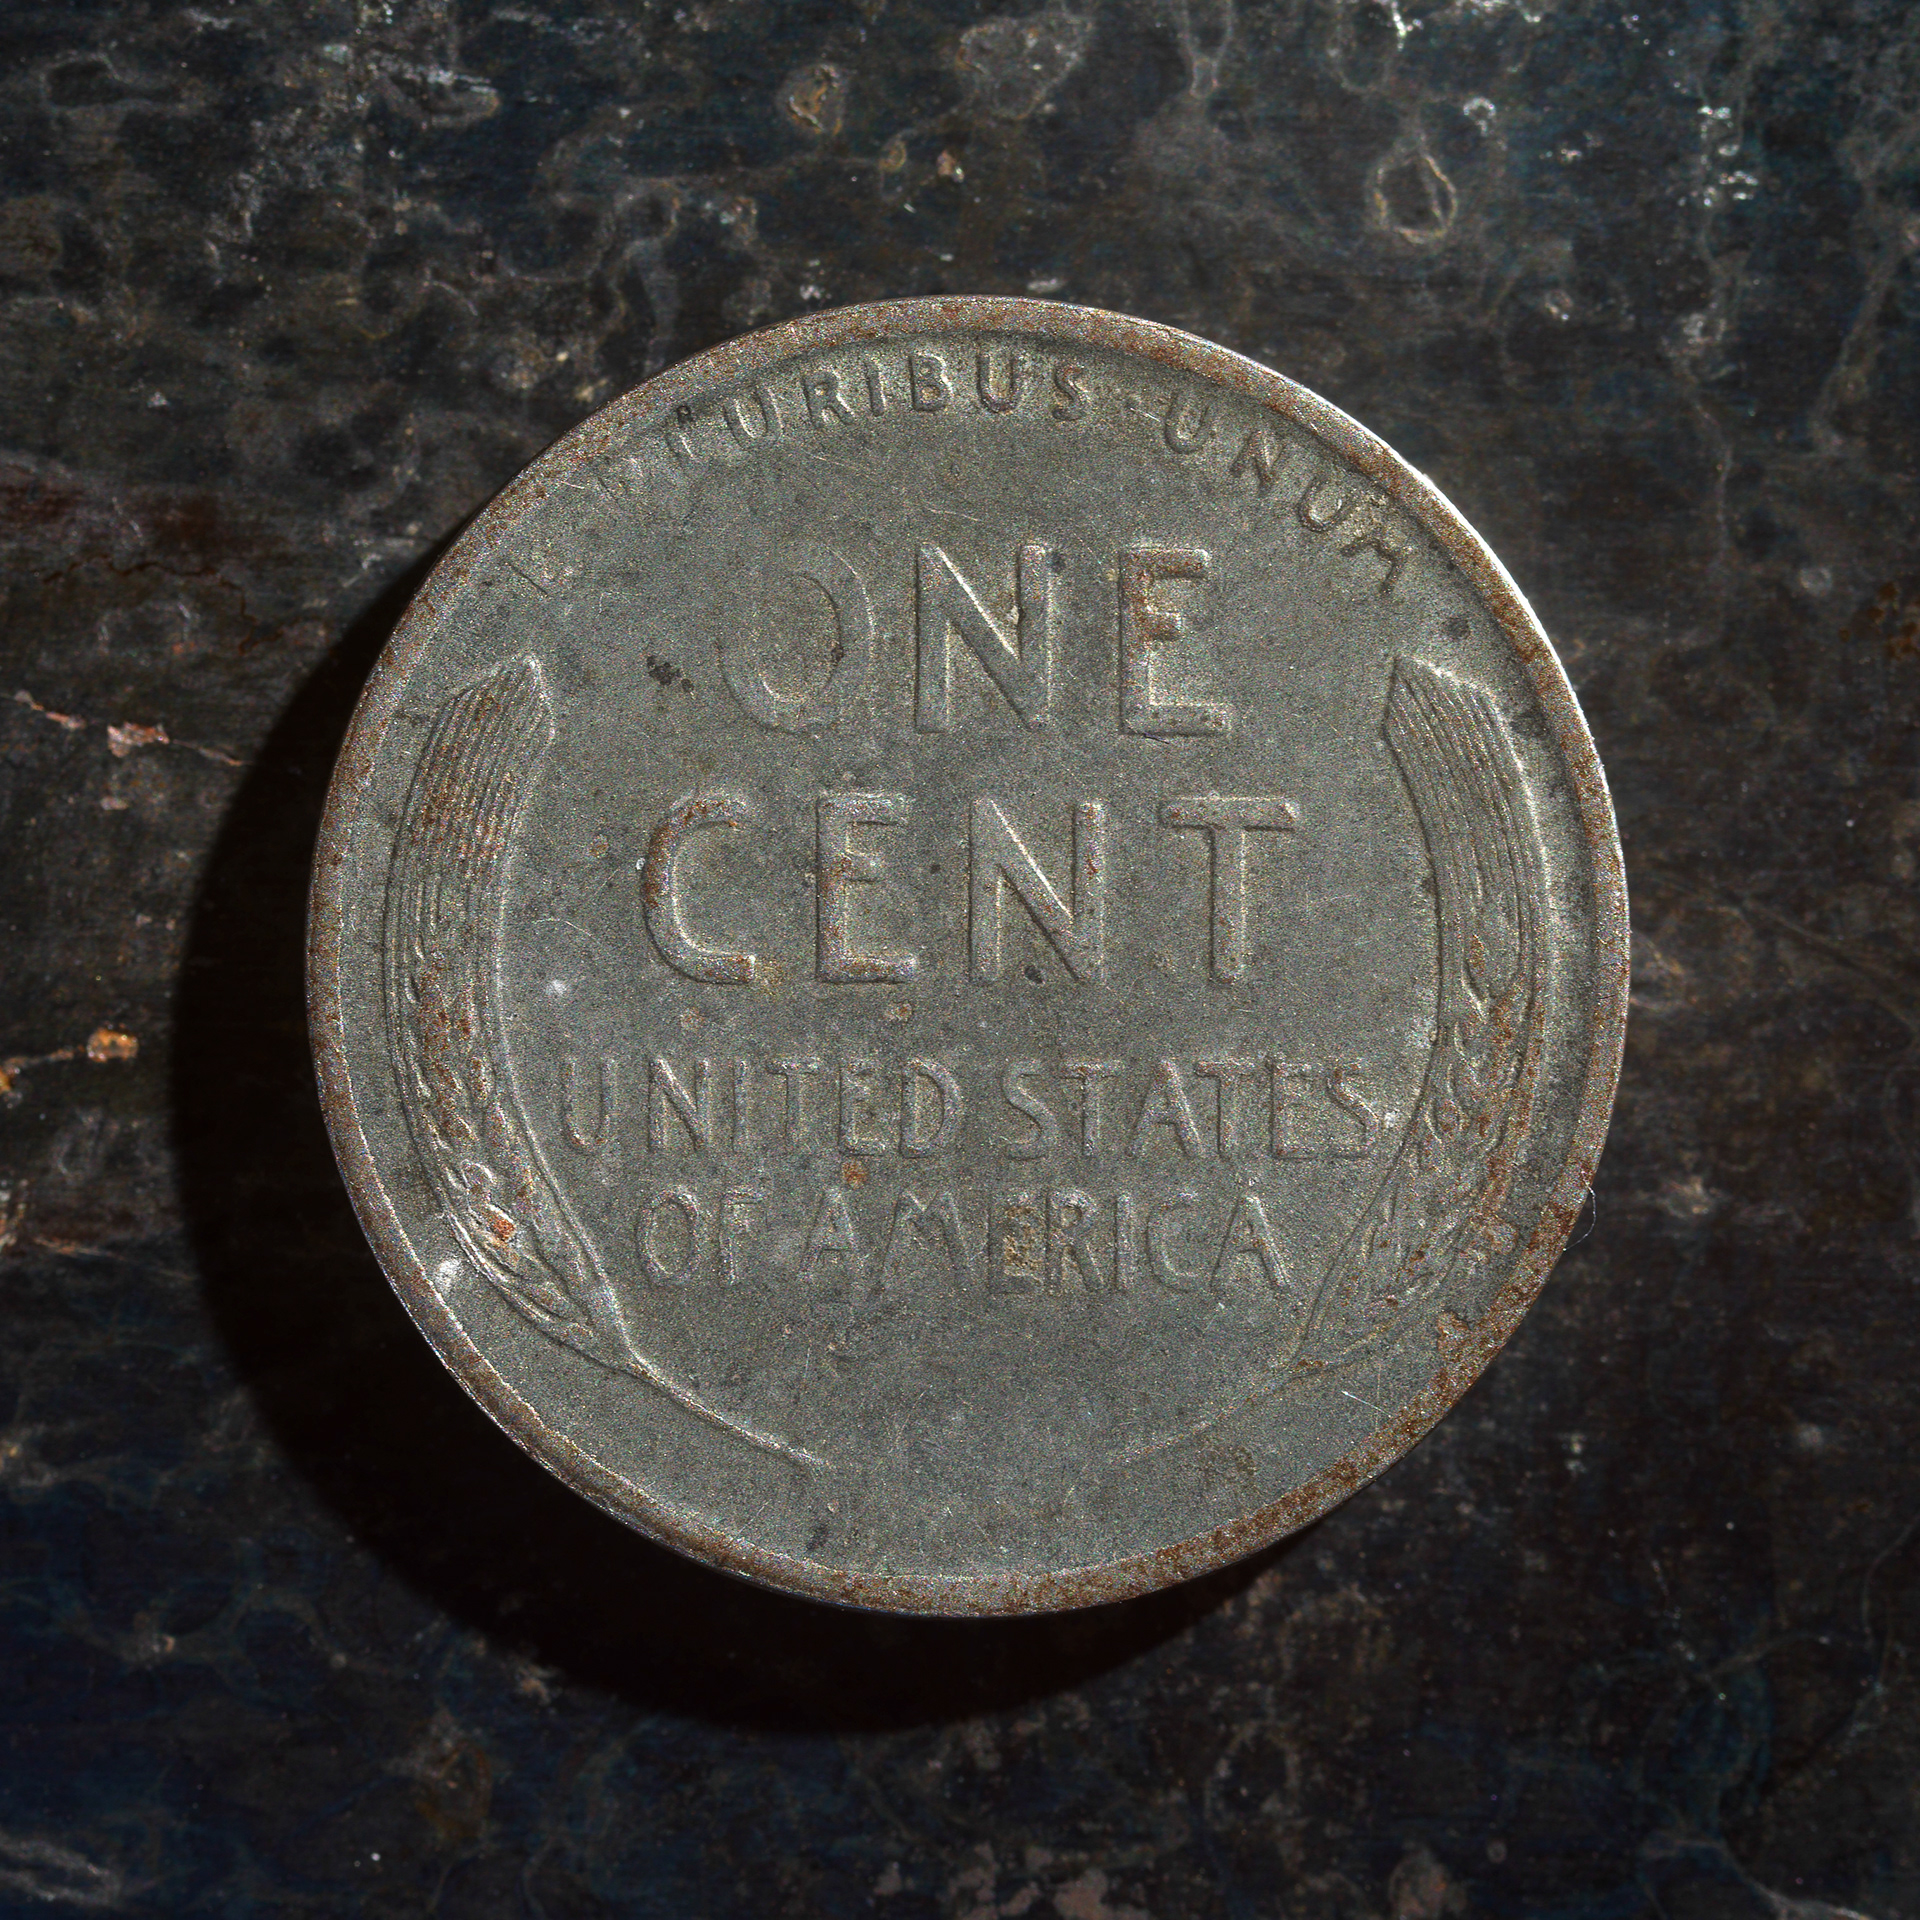 E PLURIBUS UNUM
ONE
CENT
UNITED STATES
OF AMERICA